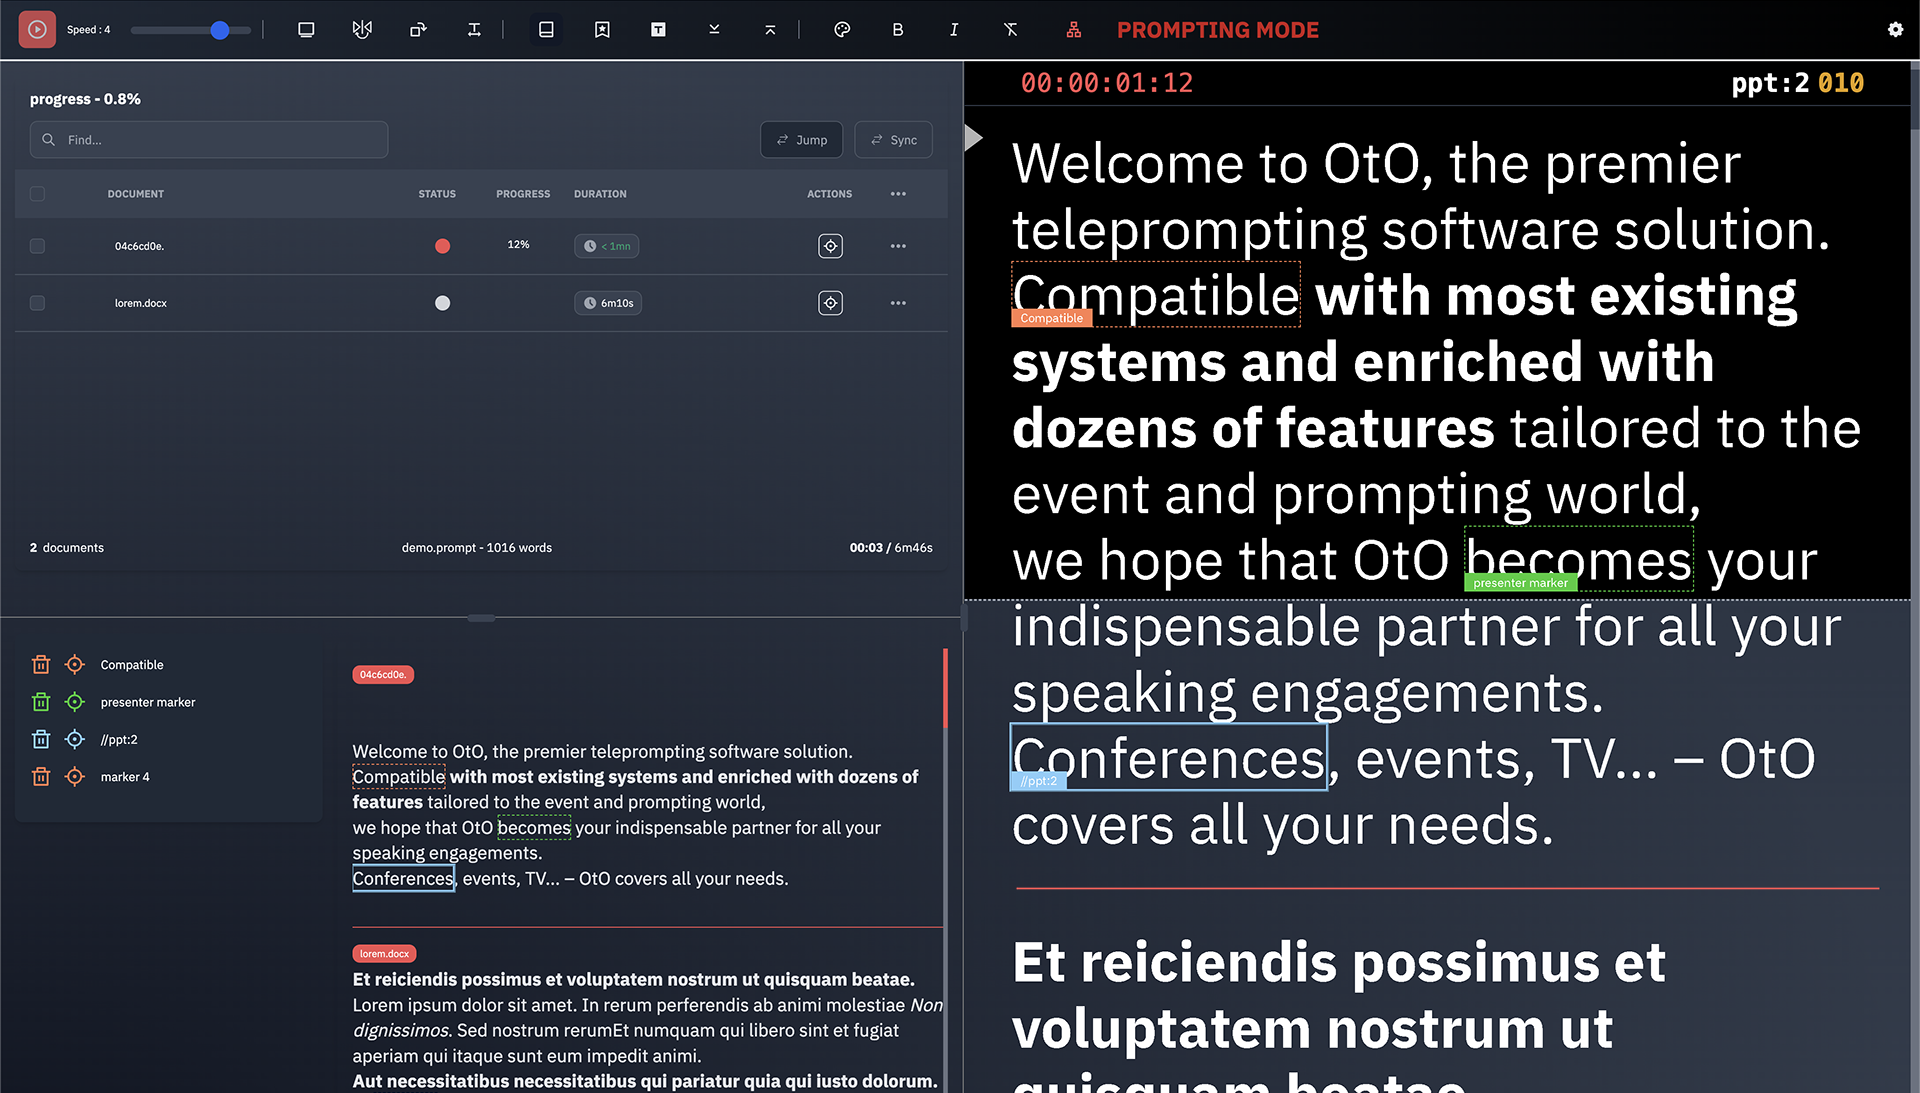 Speed : 4
T
B
I
PROMPTING MODE
progress - 0.8%
Find...
Jump
Sync
DOCUMENT STATUS PROGRESS DURATION ACTIONS
04c6cd0e. 12% < 1mn
lorem.docx 6m10s
2 documents
demo.prompt - 1016 words
00:03 / 6m46s
Compatible
presenter marker
//ppt:2
marker 4
04c6cd0e.
Welcome to OtO, the premier teleprompting software solution.
Compatible with most existing systems and enriched with dozens of
features tailored to the event and prompting world,
we hope that OtO becomes your indispensable partner for all your
speaking engagements.
Conferences, events, TV... – OtO covers all your needs.
lorem.docx
Et reiciendis possimus et voluptatem nostrum ut quisquam beatae.
Lorem ipsum dolor sit amet. In rerum perferendis ab animi molestiae Non
dignissimos. Sed nostrum rerumEt numquam qui libero sint et fugiat
aperiam qui itaque sunt eum impedit animi.
Aut necessitatibus necessitatibus qui pariatur quia qui iusto dolorum.
00:00:01:12
ppt:2 010
Welcome to OtO, the premier
teleprompting software solution.
Compatible with most existing
Compatible
systems and enriched with
dozens of features tailored to the
event and prompting world,
we hope that OtO becomes your
presenter marker
indispensable partner for all your
speaking engagements.
Conferences, events, TV... – OtO
//ppt:2
covers all your needs.
Et reiciendis possimus et
voluptatem nostrum ut
quisquam beatae.